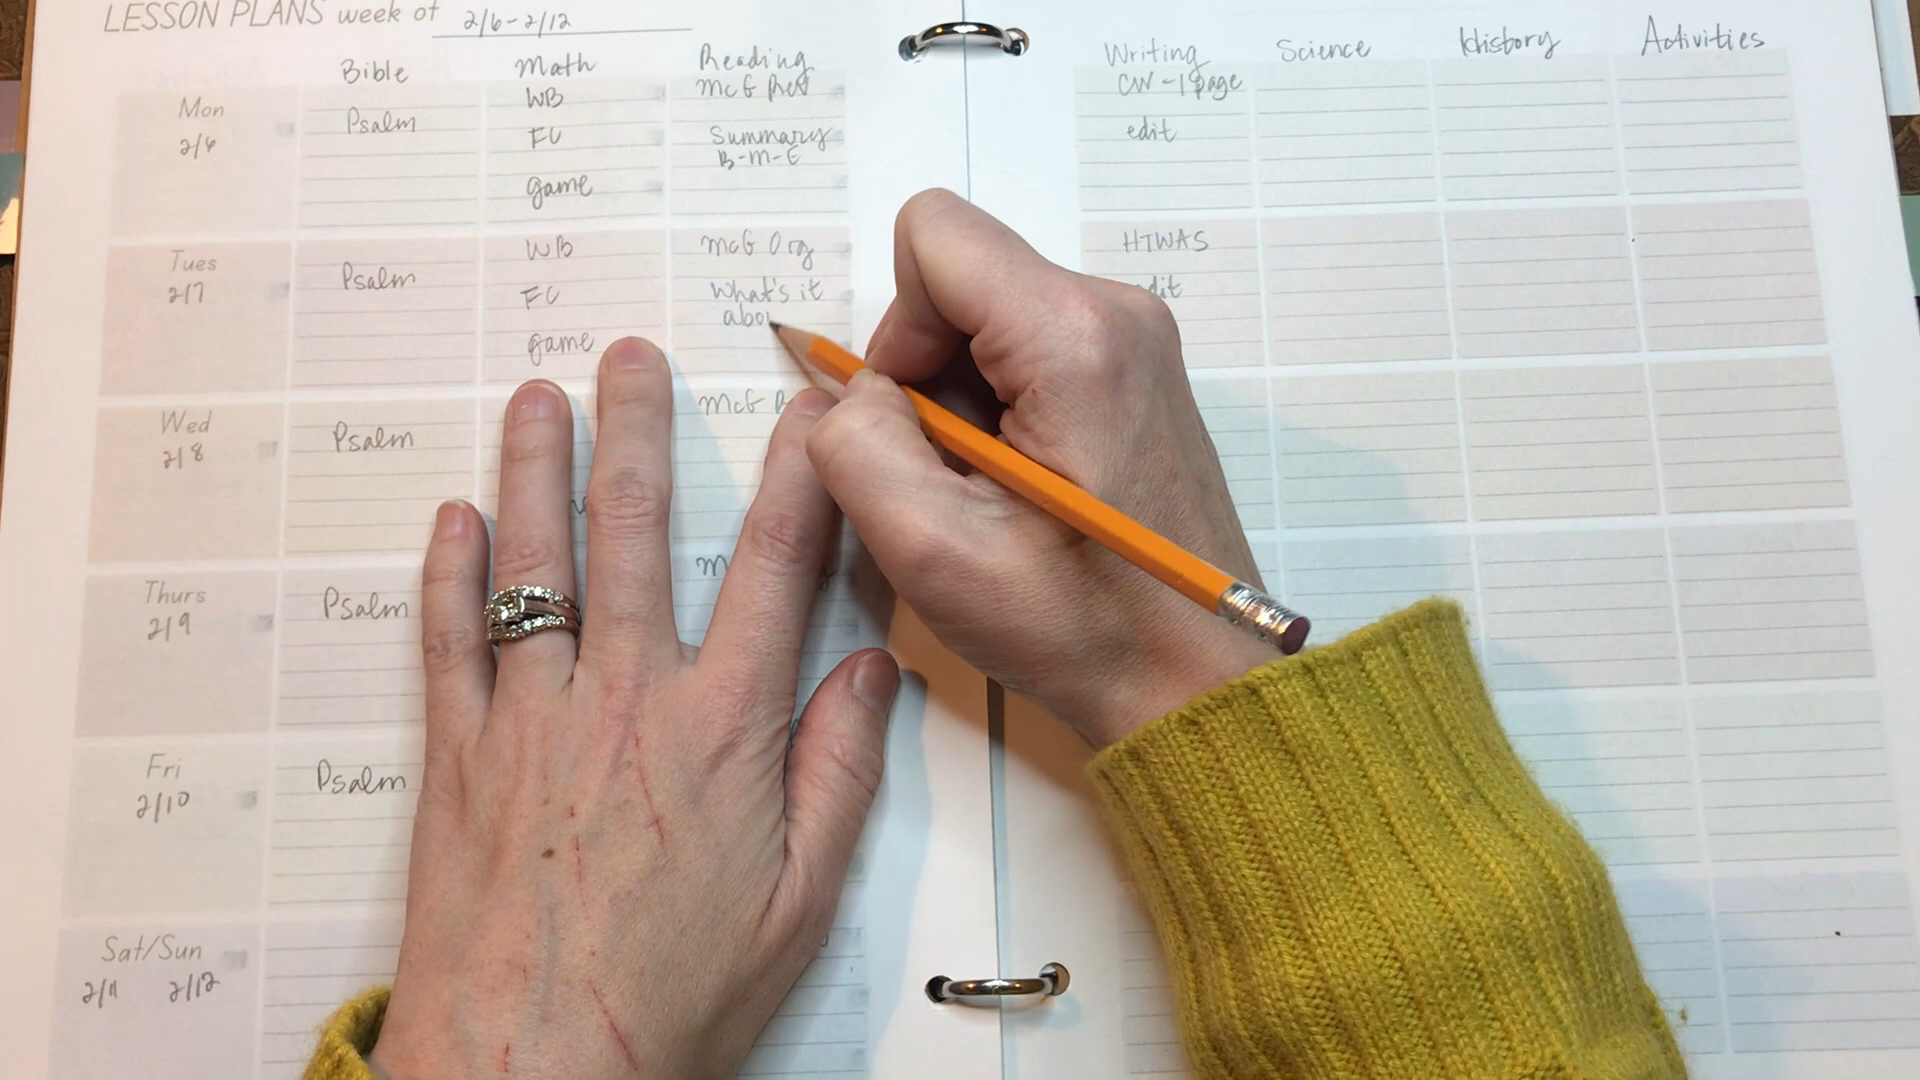 LESSON PLANS week of 2/6-2/12
Bible Math Reading Writing Science History Activities
Mon
2/6
Psalm
WB
FC
game
Summary
B-M-E
CW - 1 page
edit
Tues
2/7
Psalm
WB
FC
game
McG Org
What's it
HTWAS
Wed
2/8
Psalm
McG
Thurs
2/9
Psalm
Fri
2/10
Psalm
Sat/Sun
2/11 2/12